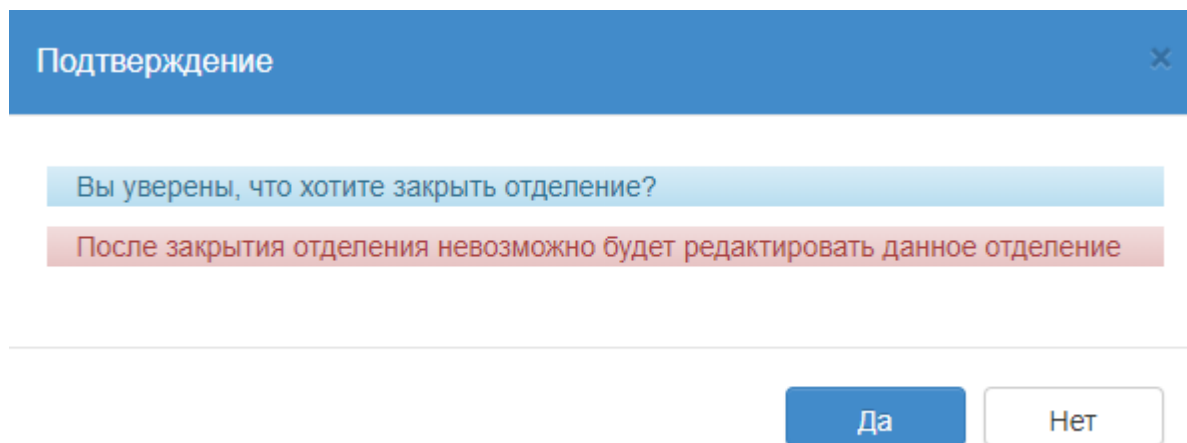 Подтверждение
Вы уверены, что хотите закрыть отделение?
После закрытия отделения невозможно будет редактировать данное отделение
Да Нет